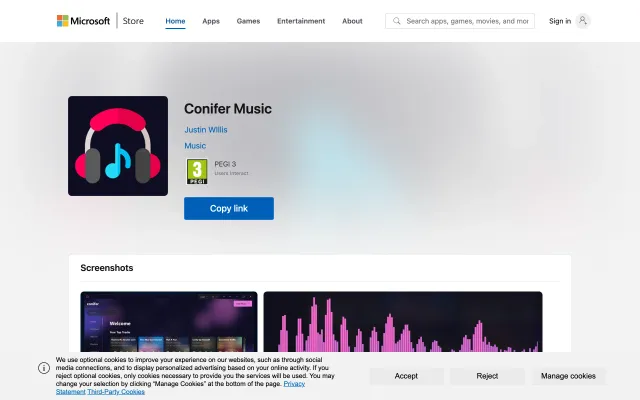 Microsoft | Store Home Apps Games Entertainment About Search apps, games, movies, and mor Sign in
Conifer Music
Justin Willis
Music
3
PEGI
PEGI 3
Users Interact
Copy link
Screenshots
conifer
Welcome
We use optional cookies to improve your experience on our websites, such as through social
media connections, and to display personalized advertising based on your online activity. If you
reject optional cookies, only cookies necessary to provide you the services will be used. You may
change your selection by clicking “Manage Cookies” at the bottom of the page. Privacy
Statement Third-Party Cookies
Accept Reject Manage cookies